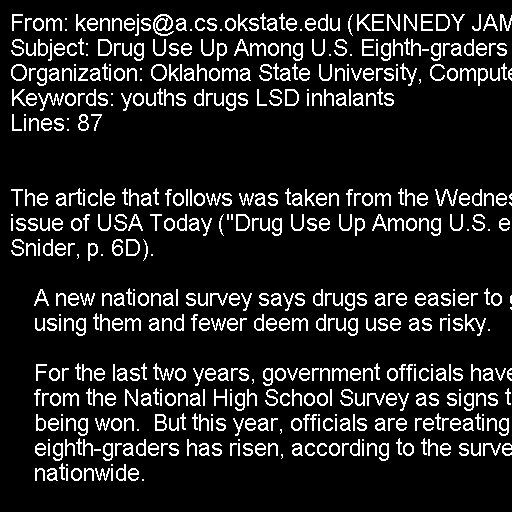 From: kennejs@a.cs.okstate.edu (KENNEDY JAM
Subject: Drug Use Up Among U.S. Eighth-graders
Organization: Oklahoma State University, Compute
Keywords: youths drugs LSD inhalants
Lines: 87
The article that follows was taken from the Wednes
issue of USA Today ("Drug Use Up Among U.S. e
Snider, p. 6D).
A new national survey says drugs are easier to g
using them and fewer deem drug use as risky.
For the last two years, government officials have
from the National High School Survey as signs t
being won.  But this year, officials are retreating
eighth-graders has risen, according to the surve
nationwide.